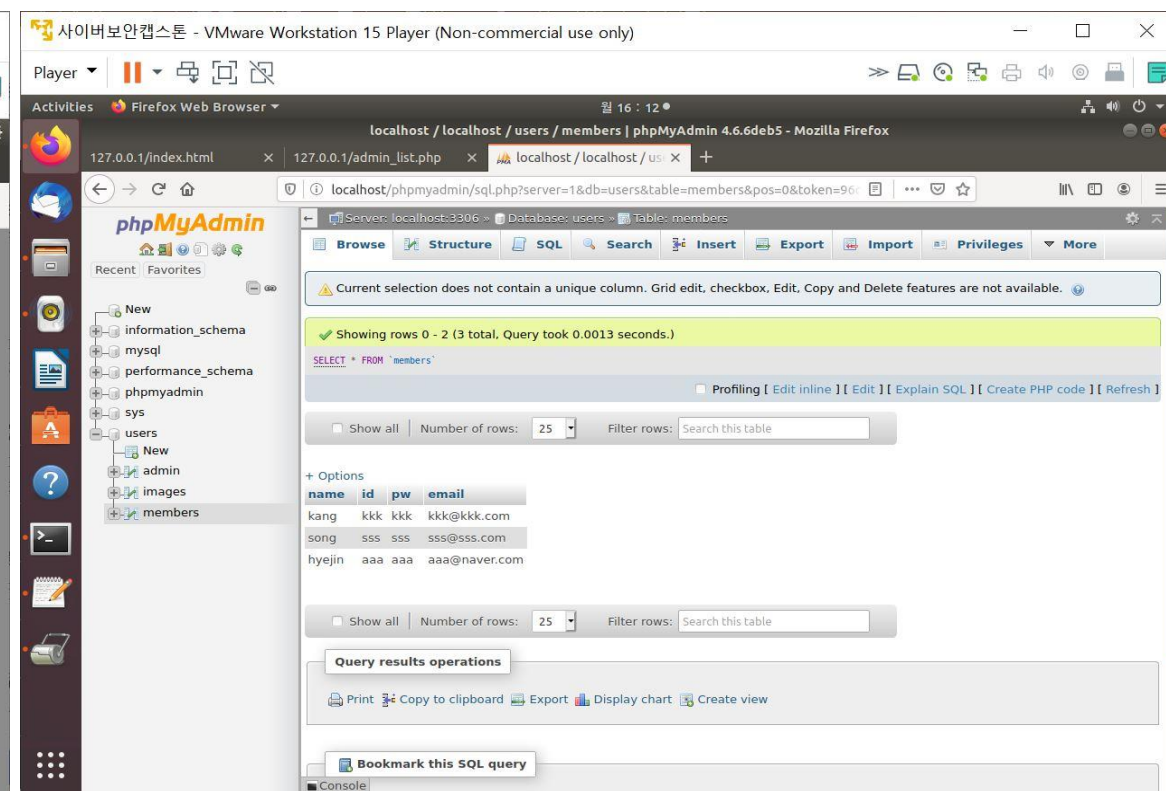 사이버보안캡스톤 - VMware Workstation 15 Player (Non-commercial use only)
Player
Activities Firefox Web Browser 월 16 : 12
localhost / localhost / users / members | phpMyAdmin 4.6.6deb5 - Mozilla Firefox
127.0.0.1/index.html 127.0.0.1/admin_list.php localhost / localhost / us
localhost/phpmyadmin/sql.php?server=1&db=users&table=members&pos=0&token=96
phpMyAdmin
Recent Favorites
New
information_schema
mysql
performance_schema
phpmyadmin
sys
users
New
admin
images
members
Server: localhost:3306 » Database: users » Table: members
Browse Structure SQL Search Insert Export Import Privileges More
Current selection does not contain a unique column. Grid edit, checkbox, Edit, Copy and Delete features are not available.
Showing rows 0 - 2 (3 total, Query took 0.0013 seconds.)
SELECT * FROM `members`
Profiling [ Edit inline ] [ Edit ] [ Explain SQL ] [ Create PHP code ] [ Refresh ]
Show all Number of rows: 25 Filter rows: Search this table
+ Options
name id pw email
kang kkk kkk kkk@kkk.com
song sss sss sss@sss.com
hyejin aaa aaa aaa@naver.com
Show all Number of rows: 25 Filter rows: Search this table
Query results operations
Print Copy to clipboard Export Display chart Create view
Bookmark this SQL query
Console